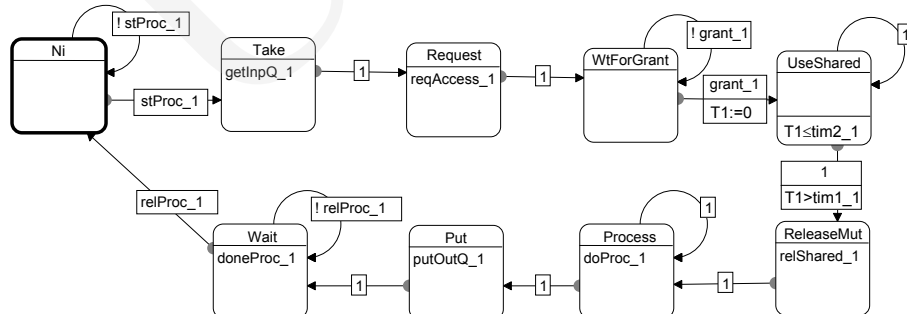 ! stProc_1
Ni
stProc_1
Take
getInpQ_1
1
Request
reqAccess_1
1
! grant_1
WtForGrant
grant_1
T1:=0
1
UseShared
T1≤tim2_1
1
T1>tim1_1
ReleaseMut
relShared_1
1
1
Process
doProc_1
1
Put
putOutQ_1
1
! relProc_1
Wait
doneProc_1
relProc_1